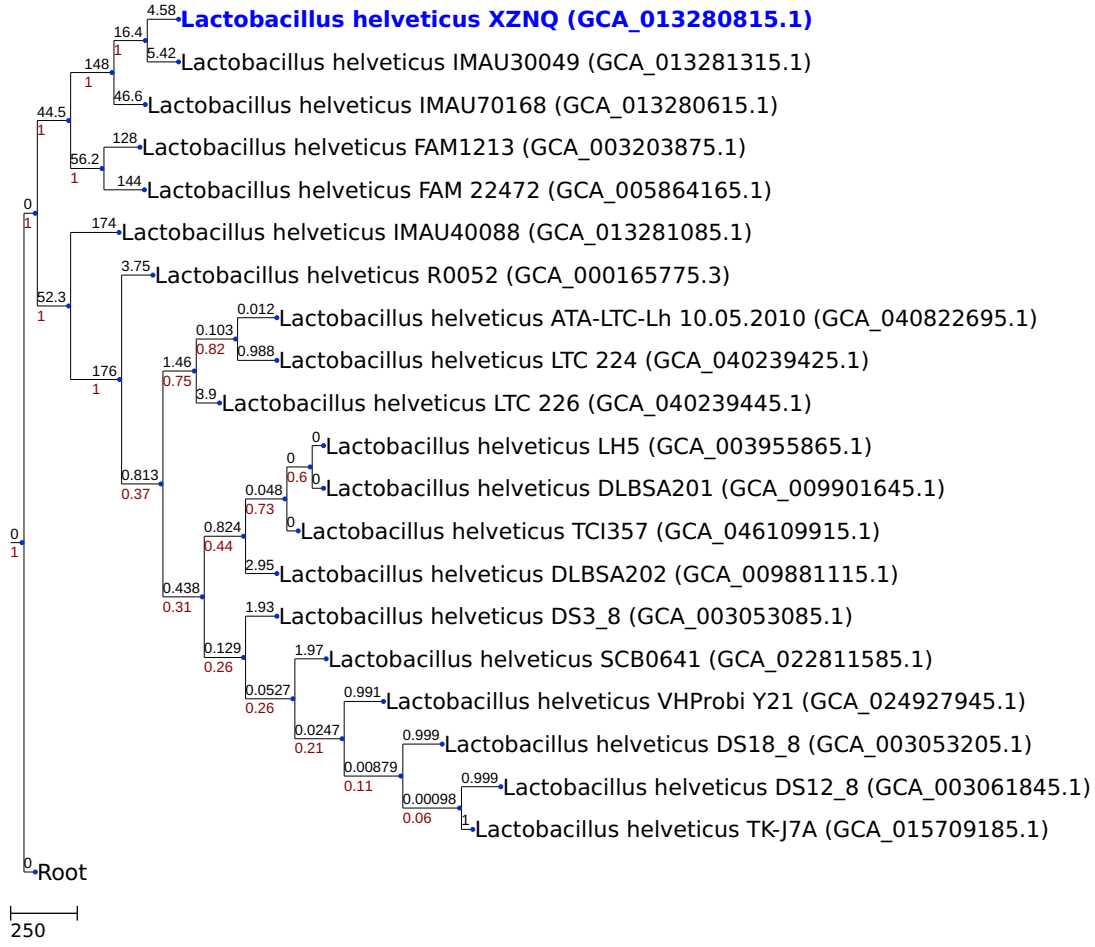 4.58
Lactobacillus helveticus XZNQ (GCA_013280815.1)
16.4
1
5.42
Lactobacillus helveticus IMAU30049 (GCA_013281315.1)
148
1
46.6
Lactobacillus helveticus IMAU70168 (GCA_013280615.1)
44.5
1
128
Lactobacillus helveticus FAM1213 (GCA_003203875.1)
56.2
1
144
Lactobacillus helveticus FAM 22472 (GCA_005864165.1)
0
1
174
Lactobacillus helveticus IMAU40088 (GCA_013281085.1)
3.75
Lactobacillus helveticus R0052 (GCA_000165775.3)
52.3
1
0.012
Lactobacillus helveticus ATA-LTC-Lh 10.05.2010 (GCA_040822695.1)
0.103
0.82
0.988
Lactobacillus helveticus LTC 224 (GCA_040239425.1)
1.46
0.75
176
1
3.9
Lactobacillus helveticus LTC 226 (GCA_040239445.1)
0
Lactobacillus helveticus LH5 (GCA_003955865.1)
0
0.6
0
Lactobacillus helveticus DLBSA201 (GCA_009901645.1)
0.813
0.37
0.048
0.73
0
Lactobacillus helveticus TCI357 (GCA_046109915.1)
0.824
0.44
0
1
2.95
Lactobacillus helveticus DLBSA202 (GCA_009881115.1)
0.438
0.31
1.93
Lactobacillus helveticus DS3_8 (GCA_003053085.1)
0.129
0.26
1.97
Lactobacillus helveticus SCB0641 (GCA_022811585.1)
0.0527
0.26
0.991
Lactobacillus helveticus VHProbi Y21 (GCA_024927945.1)
0.0247
0.21
0.999
Lactobacillus helveticus DS18_8 (GCA_003053205.1)
0.00879
0.11
0.999
Lactobacillus helveticus DS12_8 (GCA_003061845.1)
0.00098
0.06
1
Lactobacillus helveticus TK-J7A (GCA_015709185.1)
0
Root
250